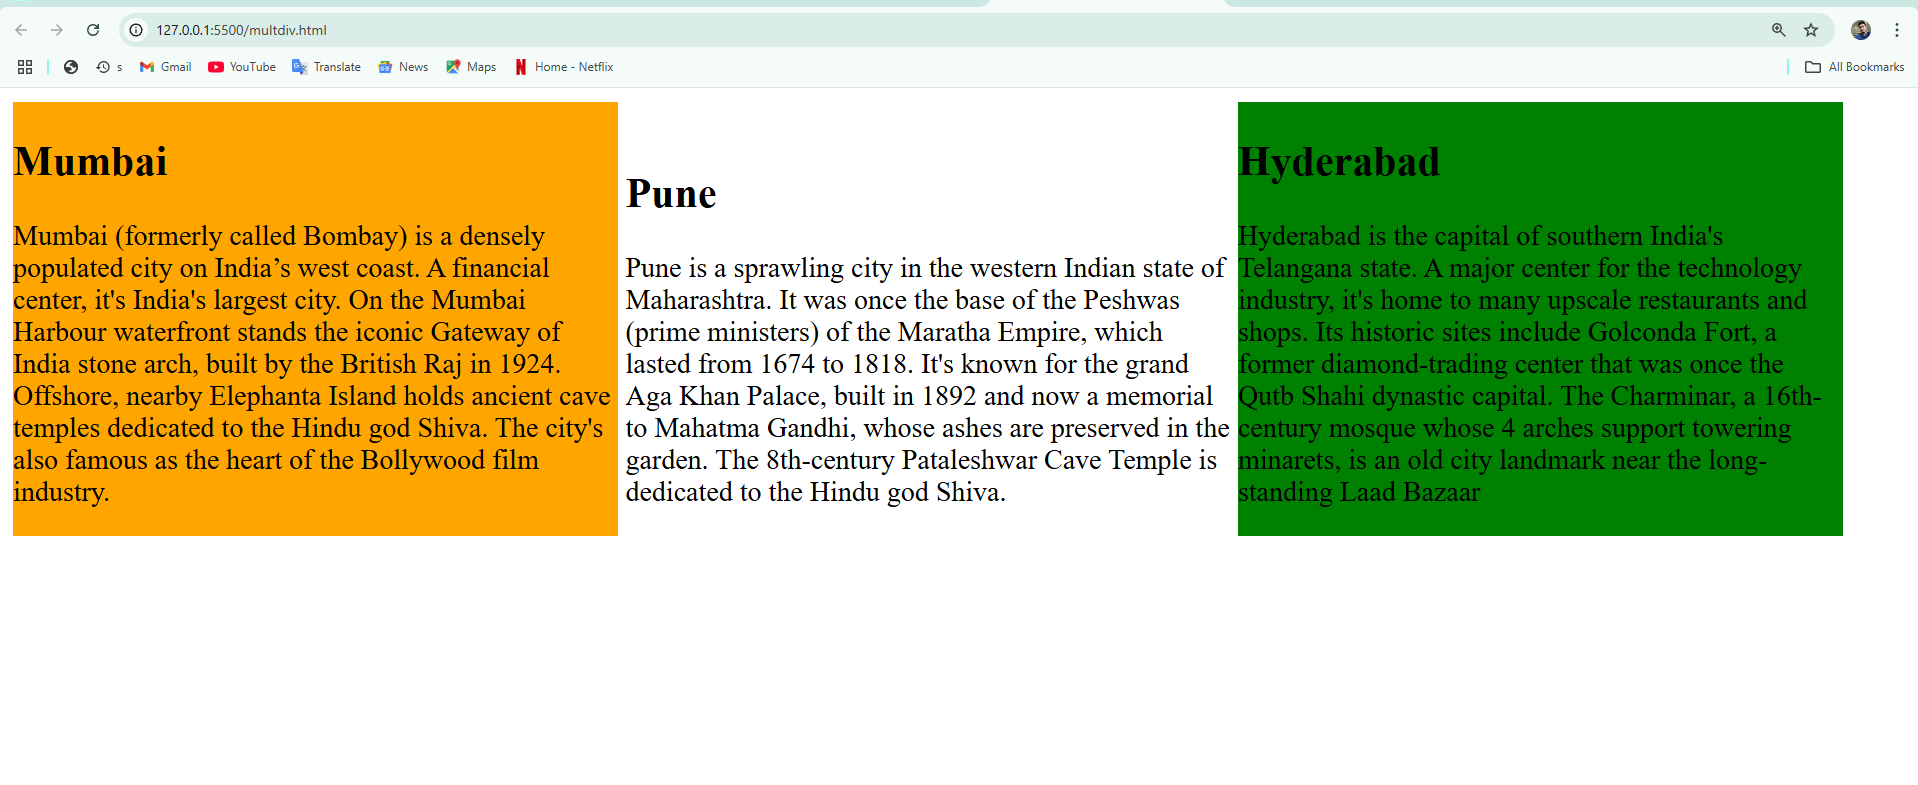 127.0.0.1:5500/multdiv.html
s
Gmail
YouTube
Translate
News
Maps
Home - Netflix
All Bookmarks
Mumbai
Mumbai (formerly called Bombay) is a densely
populated city on India’s west coast. A financial
center, it's India's largest city. On the Mumbai
Harbour waterfront stands the iconic Gateway of
India stone arch, built by the British Raj in 1924.
Offshore, nearby Elephanta Island holds ancient cave
temples dedicated to the Hindu god Shiva. The city's
also famous as the heart of the Bollywood film
industry.
Pune
Pune is a sprawling city in the western Indian state of
Maharashtra. It was once the base of the Peshwas
(prime ministers) of the Maratha Empire, which
lasted from 1674 to 1818. It's known for the grand
Aga Khan Palace, built in 1892 and now a memorial
to Mahatma Gandhi, whose ashes are preserved in the
garden. The 8th-century Pataleshwar Cave Temple is
dedicated to the Hindu god Shiva.
Hyderabad
Hyderabad is the capital of southern India's
Telangana state. A major center for the technology
industry, it's home to many upscale restaurants and
shops. Its historic sites include Golconda Fort, a
former diamond-trading center that was once the
Qutb Shahi dynastic capital. The Charminar, a 16th-
century mosque whose 4 arches support towering
minarets, is an old city landmark near the long-
standing Laad Bazaar